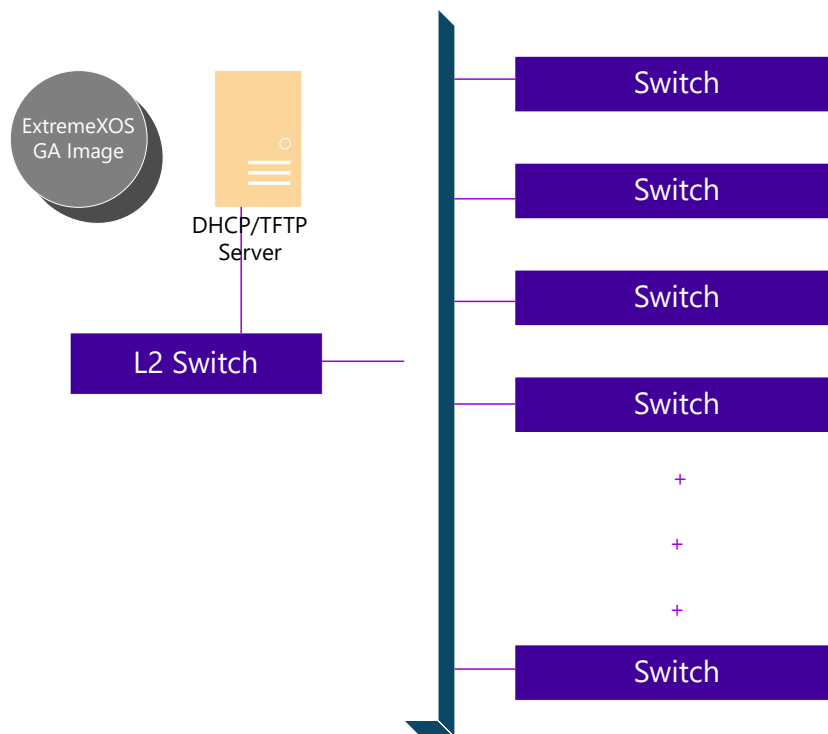 ExtremeXOS
GA Image
DHCP/TFTP
Server
L2 Switch
Switch
Switch
Switch
Switch
+
+
+
Switch